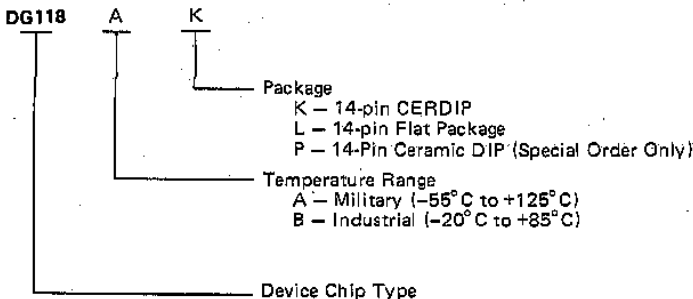 DG118 A K
Package
K — 14-pin CERDIP
L — 14-pin Flat Package
P — 14-Pin Ceramic DIP (Special Order Only)
Temperature Range
A — Military (–55°C to +125°C)
B — Industrial (–20°C to +85°C)
Device Chip Type